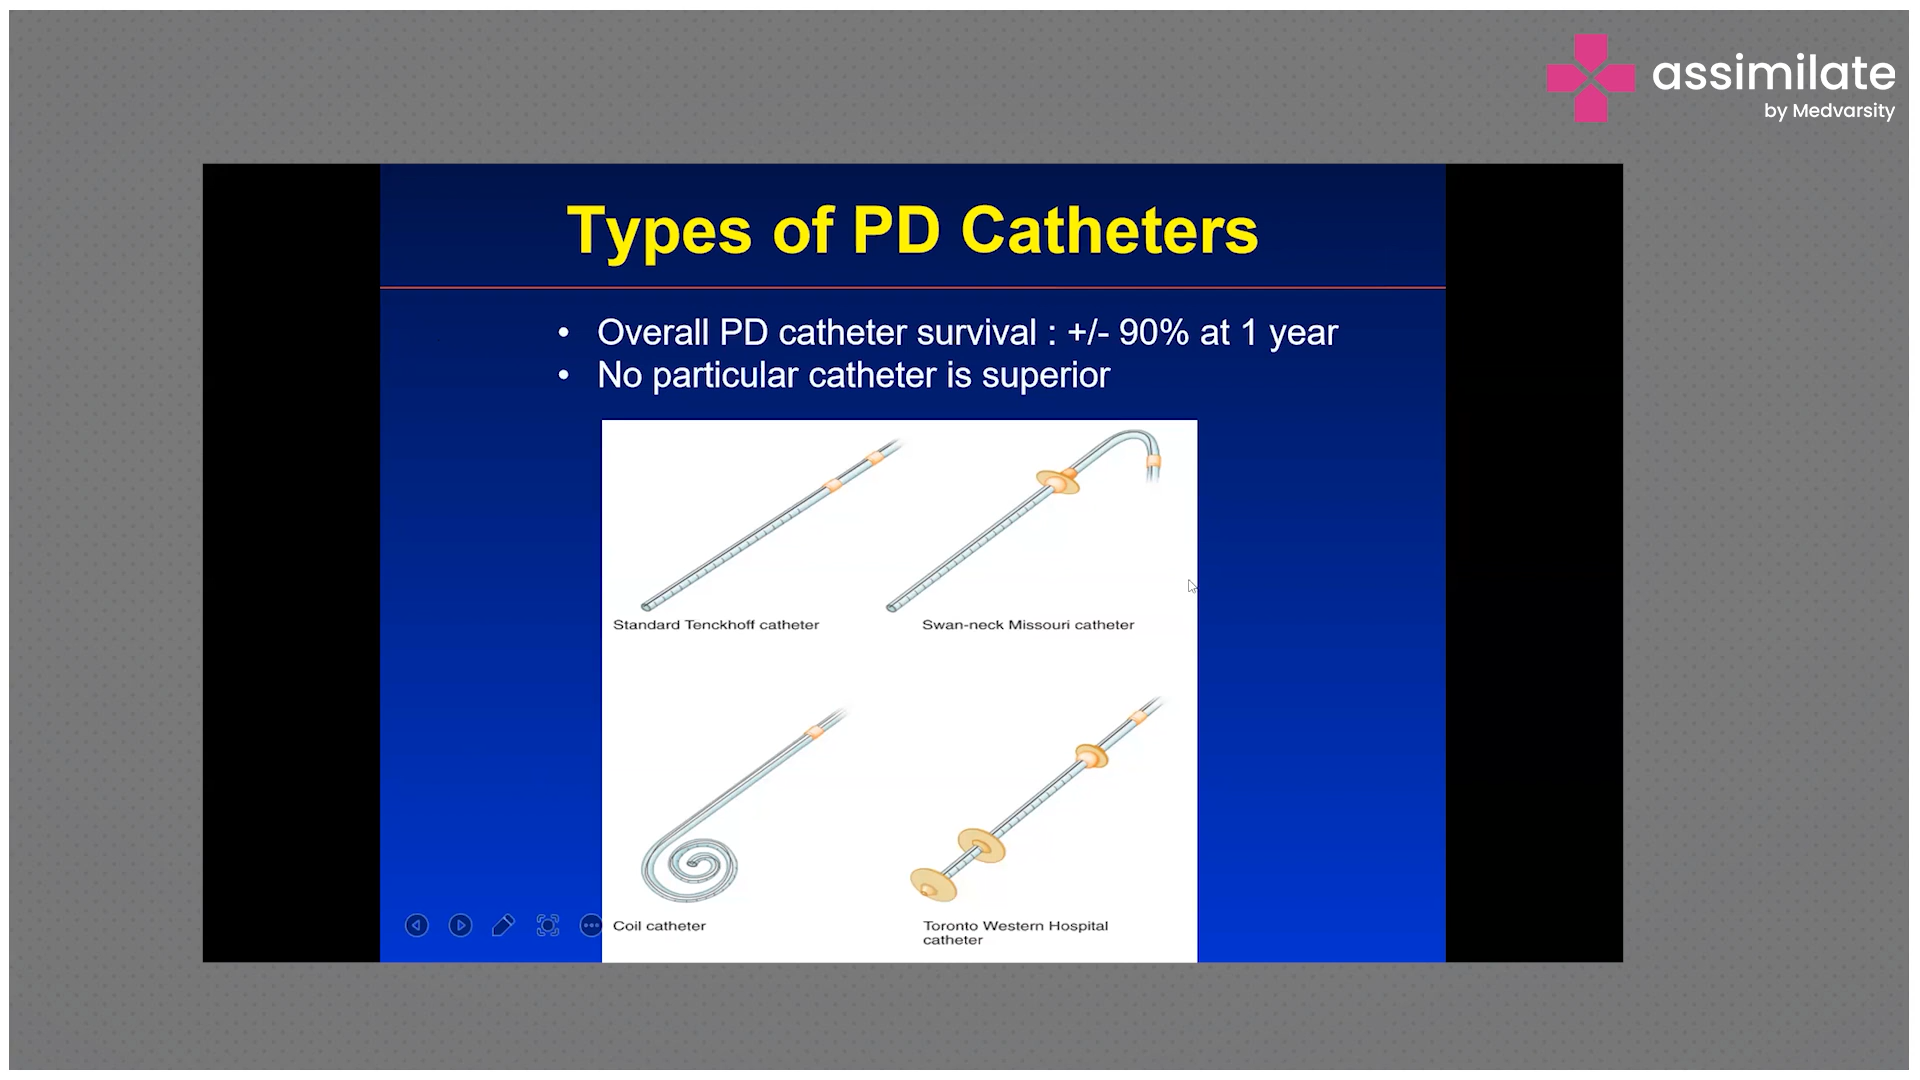 assimilate
by Medvarsity
Types of PD Catheters
• Overall PD catheter survival : +/- 90% at 1 year
• No particular catheter is superior
Standard Tenckhoff catheter
Swan-neck Missouri catheter
Coil catheter
Toronto Western Hospital
catheter